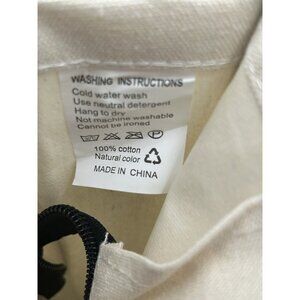 WASHING INSTRUCTIONS
Cold water wash
Use neutral detergent
Hang to dry
Not machine washable
Cannot be ironed
P
100% cotton
Natural color
MADE IN CHINA